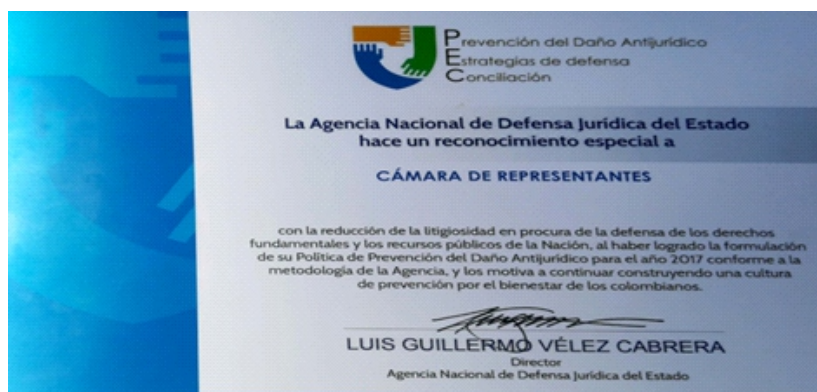 Prevención del Daño Antijurídico
Estrategias de defensa
Conciliación
La Agencia Nacional de Defensa Jurídica del Estado
hace un reconocimiento especial a
CÁMARA DE REPRESENTANTES
con la reducción de la litigiosidad en procura de la defensa de los derechos
fundamentales y los recursos públicos de la Nación, al haber logrado la formulación
de su Política de Prevención del Daño Antijurídico para el año 2017 conforme a la
metodología de la Agencia, y los motiva a continuar construyendo una cultura
de prevención por el bienestar de los colombianos.
LUIS GUILLERMO VÉLEZ CABRERA
Director
Agencia Nacional de Defensa Jurídica del Estado